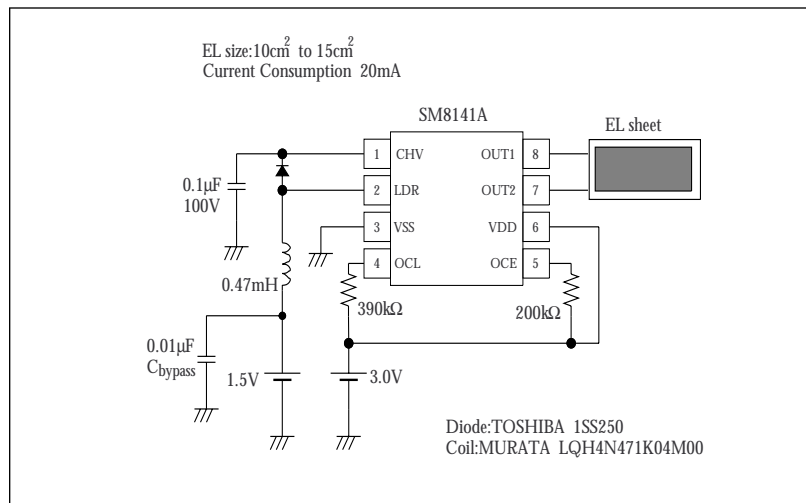 EL size:10cm² to 15cm²
Current Consumption 20mA
SM8141A
EL sheet
1 CHV OUT1 8
0.1μF
100V
2 LDR OUT2 7
3 VSS VDD 6
4 OCL OCE 5
0.47mH
390kΩ
200kΩ
0.01μF
Cbypass
1.5V
3.0V
Diode:TOSHIBA 1SS250
Coil:MURATA LQH4N471K04M00